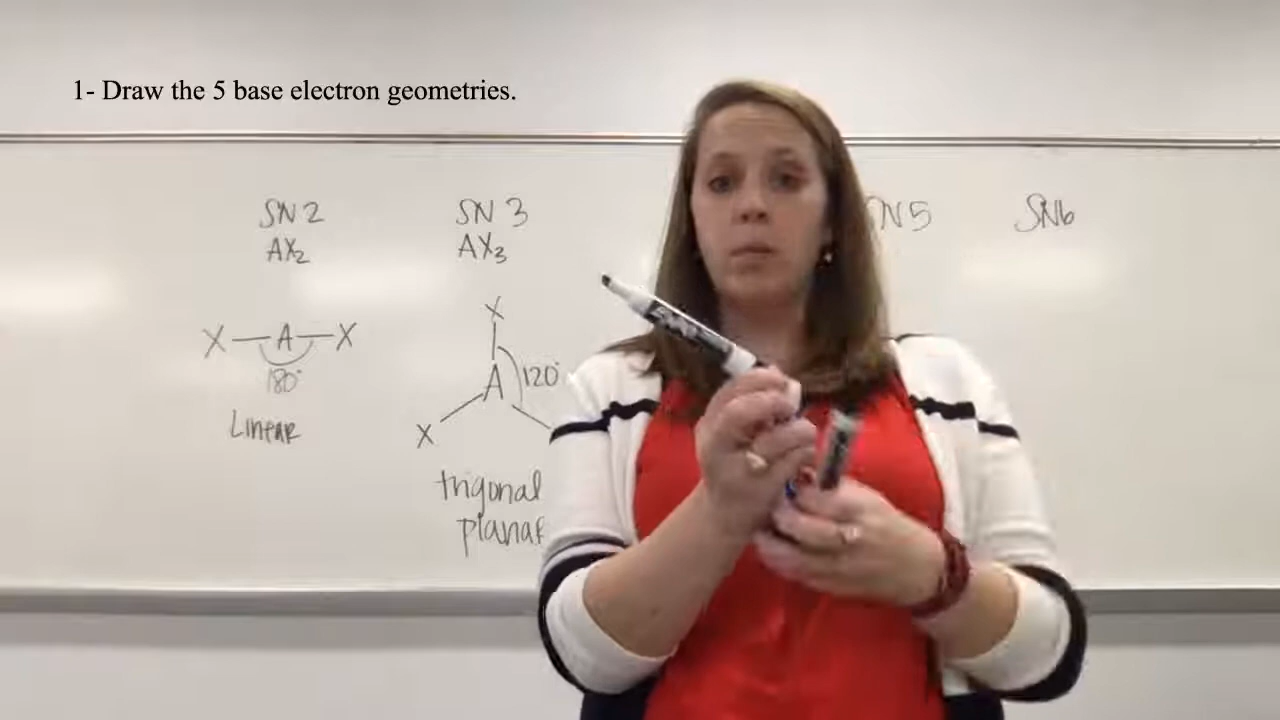 1- Draw the 5 base electron geometries.
SN 2
AX2
X — A — X
180°
Linear
SN 3
AX3
X
A
120°
X
trigonal
planar
N5
SN6